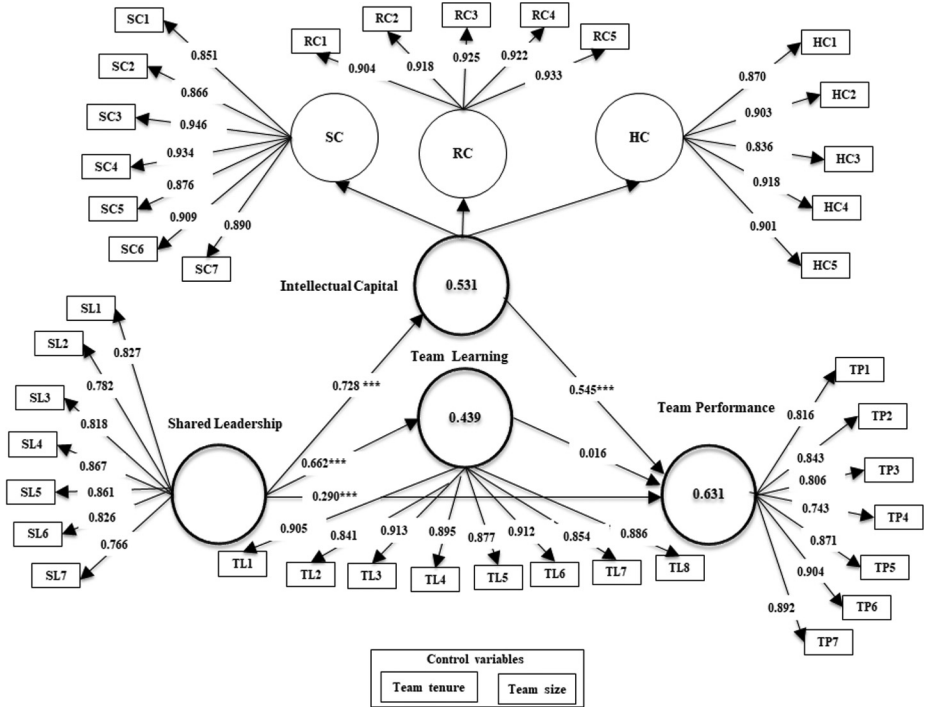 SC1
SC2
SC3
SC4
SC5
SC6
SC7
0.851
0.866
0.946
0.934
0.876
0.909
0.890
SC
RC1
RC2
RC3
RC4
RC5
0.904
0.918
0.925
0.922
0.933
RC
HC1
HC2
HC3
HC4
HC5
0.870
0.903
0.836
0.918
0.901
HC
Intellectual Capital
0.531
Team Learning
0.439
Shared Leadership
0.728 ***
0.662***
0.290***
0.545***
0.016
Team Performance
0.631
SL1
SL2
SL3
SL4
SL5
SL6
SL7
0.827
0.782
0.818
0.867
0.861
0.826
0.766
0.905
0.841
0.913
0.895
0.877
0.912
0.854
0.886
TL1
TL2
TL3
TL4
TL5
TL6
TL7
TL8
TP1
TP2
TP3
TP4
TP5
TP6
TP7
0.816
0.843
0.806
0.743
0.871
0.904
0.892
Control variables
Team tenure
Team size